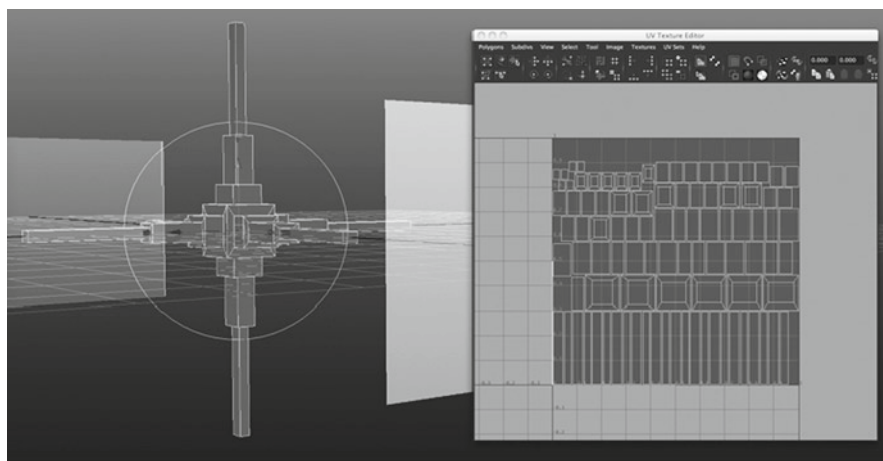 UV Texture Editor
Polygons Subdivs View Select Tool Image Textures UV Sets Help
0.000 0.000